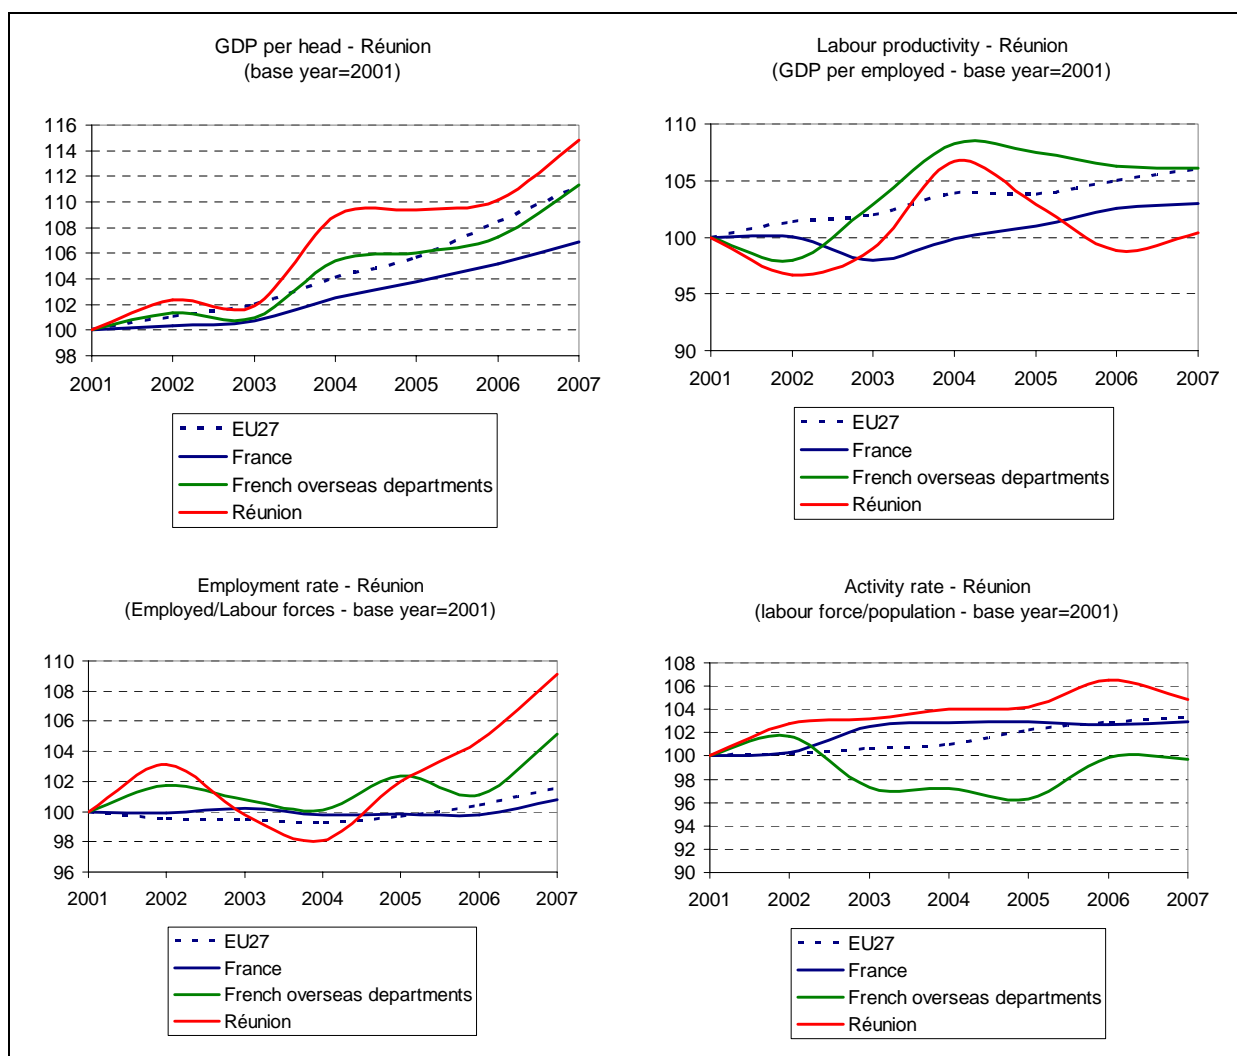 GDP per head - Réunion
(base year=2001)
116
114
112
110
108
106
104
102
100
98
2001 2002 2003 2004 2005 2006 2007
EU27
France
French overseas departments
Réunion
Labour productivity - Réunion
(GDP per employed - base year=2001)
110
105
100
95
90
2001 2002 2003 2004 2005 2006 2007
EU27
France
French overseas departments
Réunion
Employment rate - Réunion
(Employed/Labour forces - base year=2001)
110
108
106
104
102
100
98
96
2001 2002 2003 2004 2005 2006 2007
EU27
France
French overseas departments
Réunion
Activity rate - Réunion
(labour force/population - base year=2001)
108
106
104
102
100
98
96
94
92
90
2001 2002 2003 2004 2005 2006 2007
EU27
France
French overseas departments
Réunion